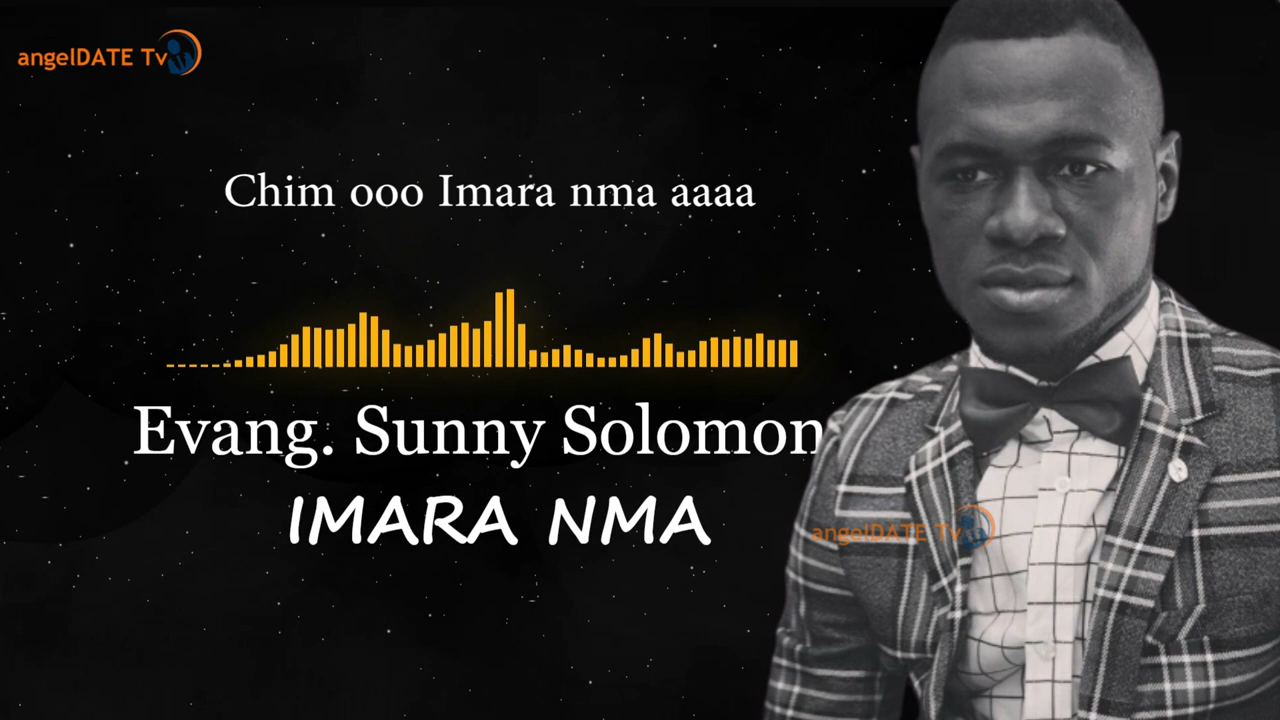 angelDATE Tv
Chim ooo Imara nma aaaa
Evang. Sunny Solomon
IMARA NMA
angelDATE Tv